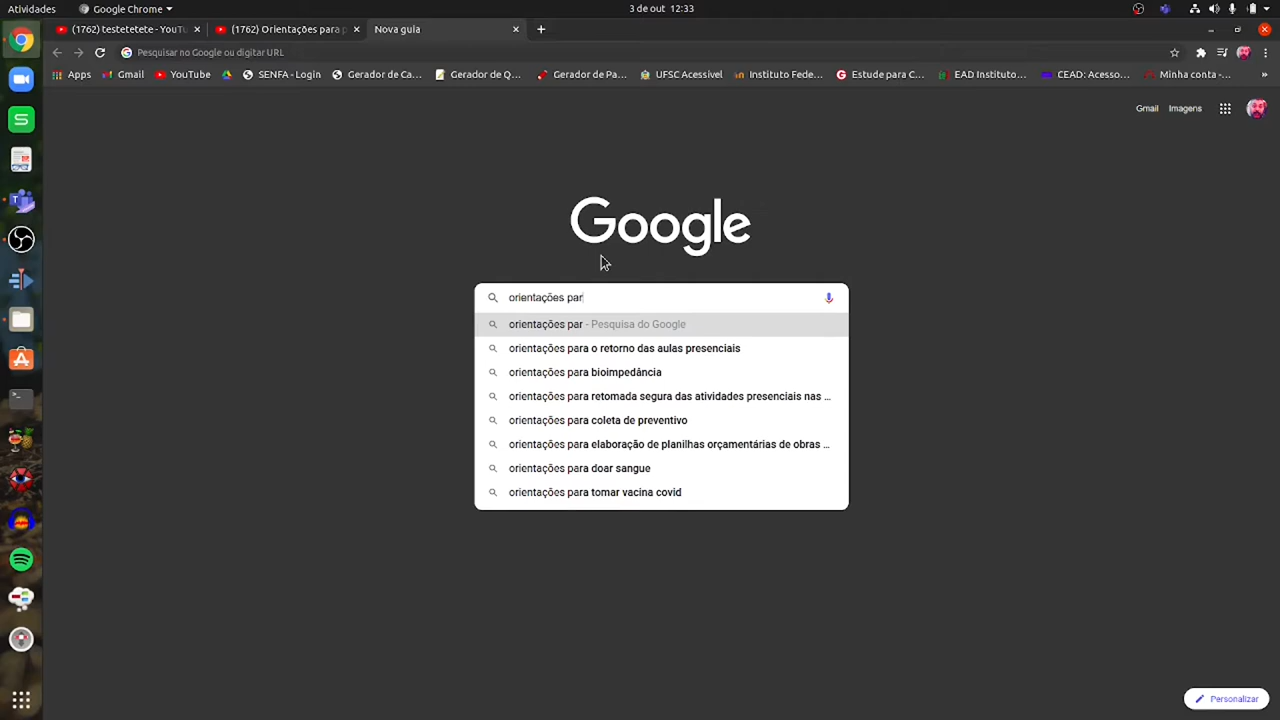 Atividades Google Chrome 3 de out 12:33
(1762) testetetete - YouTu (1762) Orientações para p Nova guia
Pesquisar no Google ou digitar URL
Apps Gmail YouTube SENFA - Login Gerador de Ca... Gerador de Q... Gerador de Pa... UFSC Acessível Instituto Fede... Estude para C... EAD Instituto... CEAD: Acesso... Minha conta -... »
Gmail Imagens
Google
orientações par
orientações par - Pesquisa do Google
orientações para o retorno das aulas presenciais
orientações para bioimpedância
orientações para retomada segura das atividades presenciais nas ...
orientações para coleta de preventivo
orientações para elaboração de planilhas orçamentárias de obras ...
orientações para doar sangue
orientações para tomar vacina covid
Personalizar